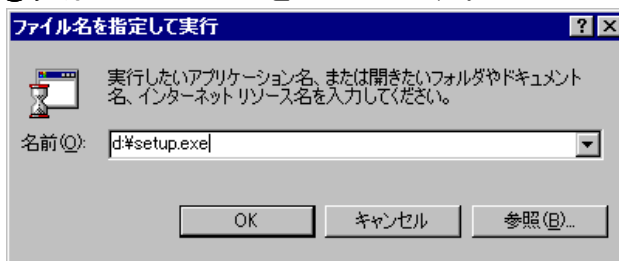 ファイル名を指定して実行
実行したいアプリケーション名、または開きたいフォルダやドキュメント
名、インターネット リソース名を入力してください。
名前(O):
d:¥setup.exe
OK
キャンセル
参照(B)...